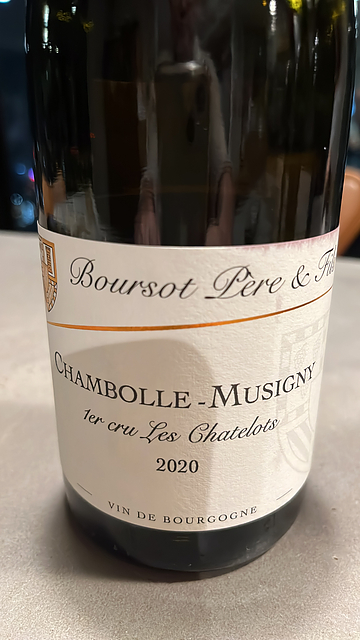 Boursot Père & Fils
CHAMBOLLE-MUSIGNY
1er cru Les Chatelots
2020
VIN DE BOURGOGNE